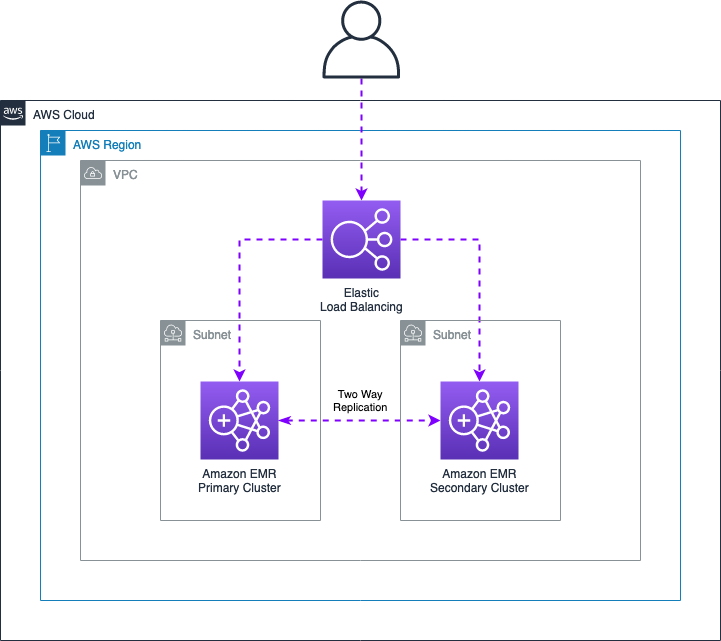 aws
AWS Cloud
AWS Region
VPC
Elastic
Load Balancing
Subnet
Subnet
Two Way
Replication
Amazon EMR
Primary Cluster
Amazon EMR
Secondary Cluster